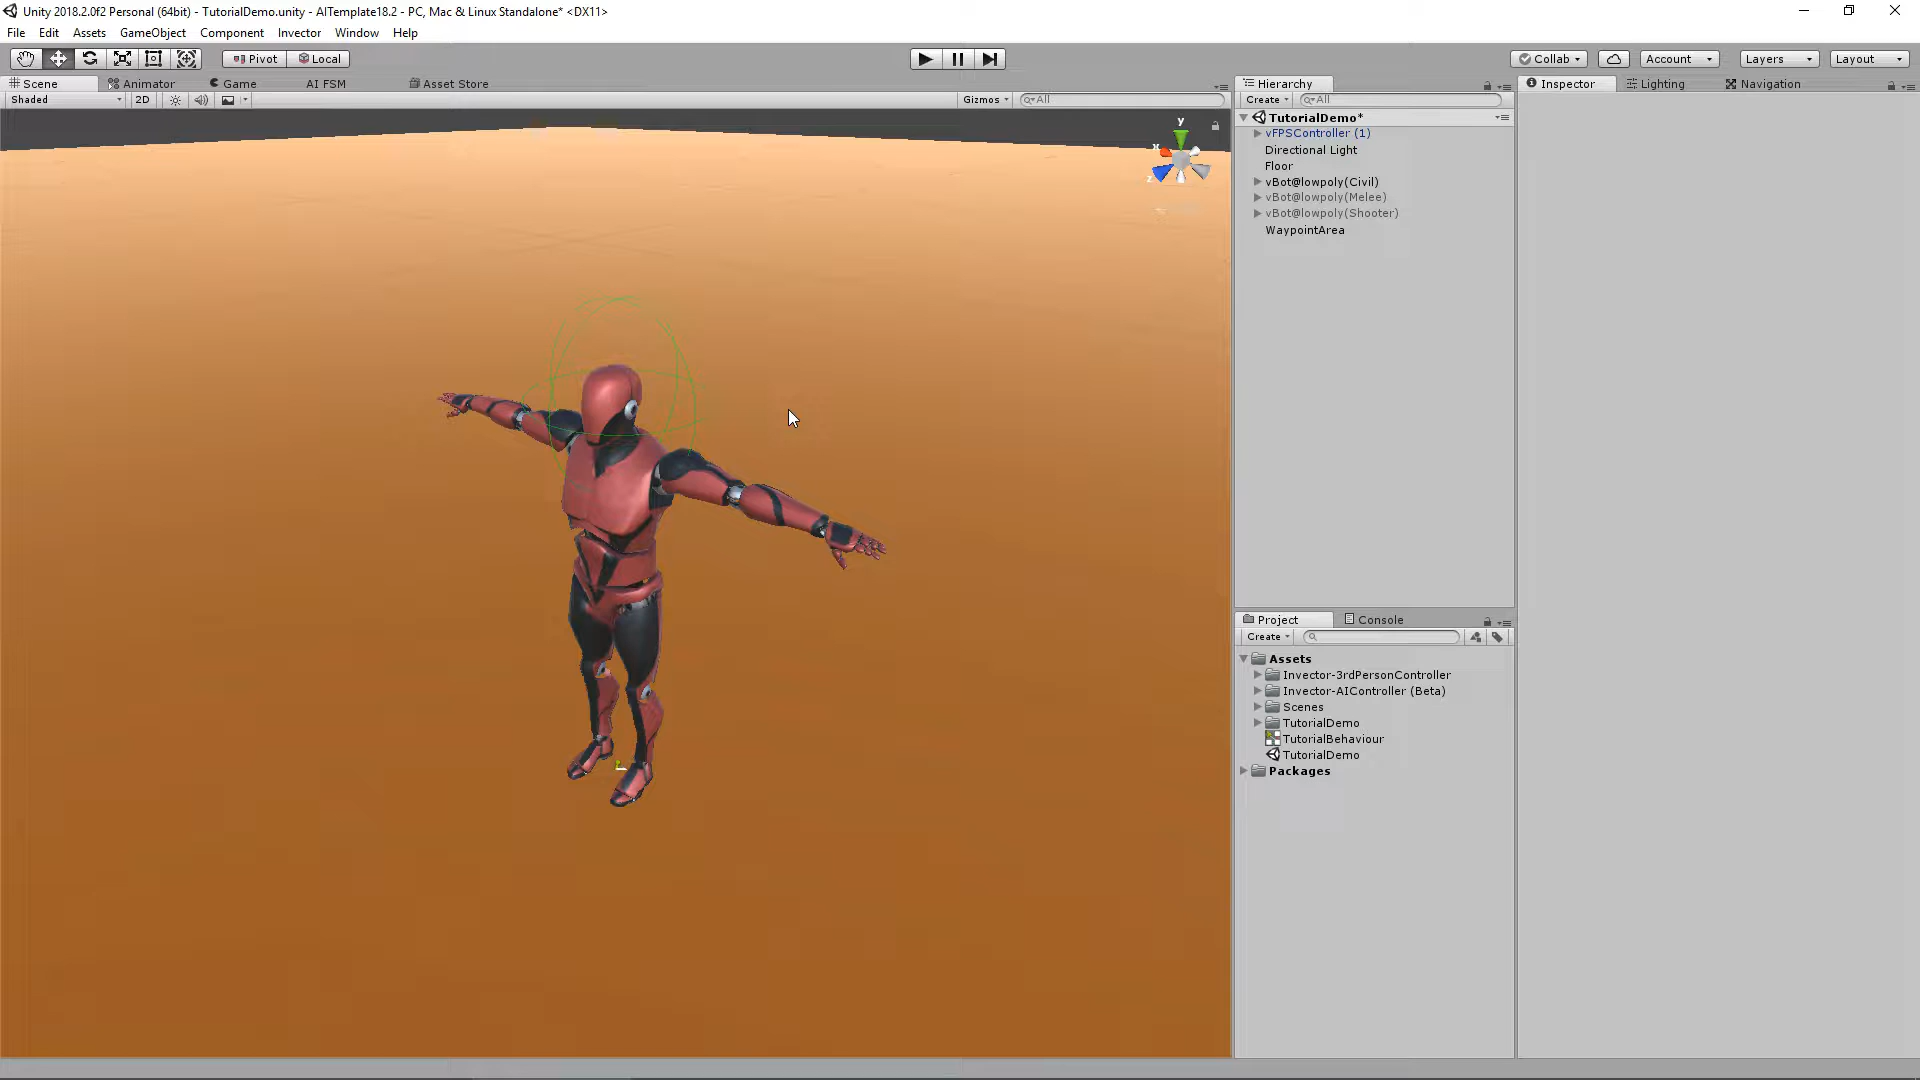 Unity 2018.2.0f2 Personal (64bit) - TutorialDemo.unity - AITemplate18.2 - PC, Mac & Linux Standalone* <DX11>
File Edit Assets GameObject Component Invector Window Help
Pivot Local Collab Account Layers Layout
Scene Animator Game AI FSM Asset Store
Shaded 2D Gizmos All
y
x
z
Hierarchy
Create All
TutorialDemo*
vFPSController (1)
Directional Light
Floor
vBot@lowpoly(Civil)
vBot@lowpoly(Melee)
vBot@lowpoly(Shooter)
WaypointArea
Inspector Lighting Navigation
Project Console
Create
Assets
Invector-3rdPersonController
Invector-AIController (Beta)
Scenes
TutorialDemo
TutorialBehaviour
TutorialDemo
Packages